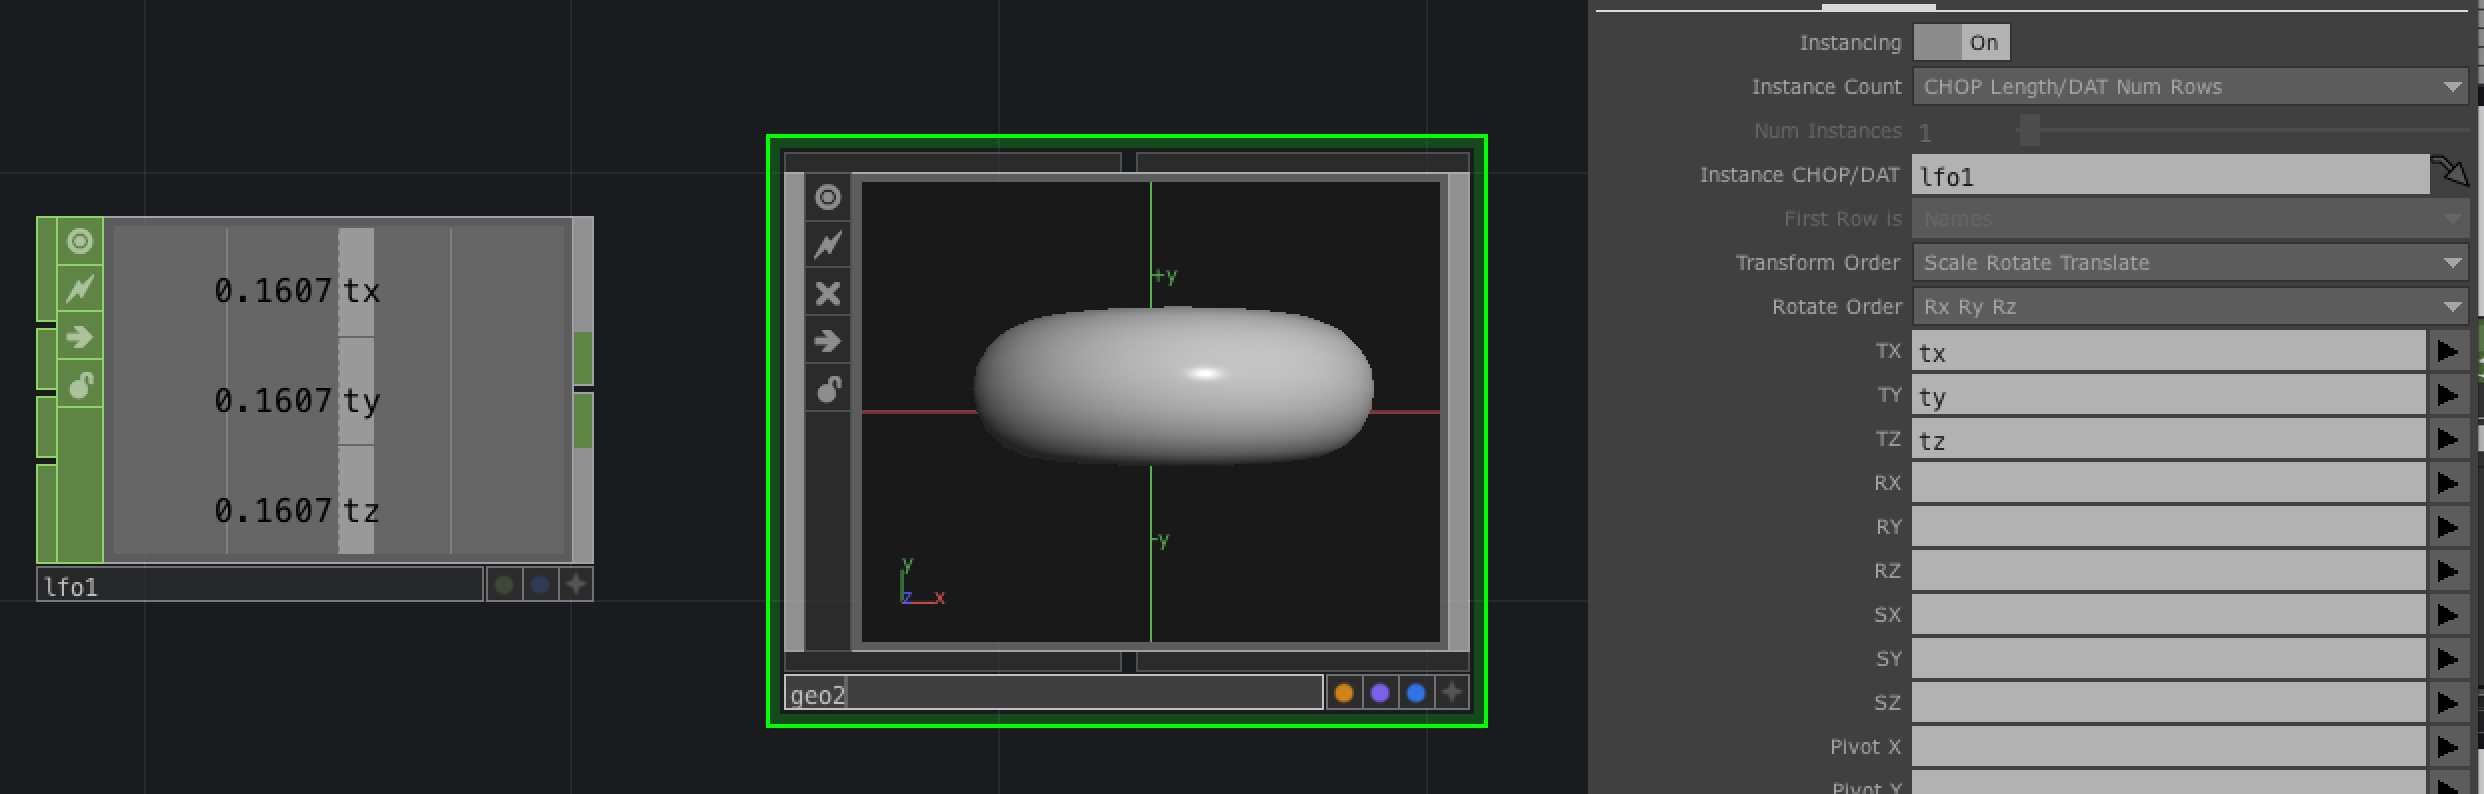 0.1607 tx
0.1607 ty
0.1607 tz
lfo1
+y
-y
y
z x
geo2
Instancing On
Instance Count CHOP Length/DAT Num Rows
Num Instances 1
Instance CHOP/DAT lfo1
First Row is Names
Transform Order Scale Rotate Translate
Rotate Order Rx Ry Rz
TX tx
TY ty
TZ tz
RX
RY
RZ
SX
SY
SZ
Pivot X
Pivot Y